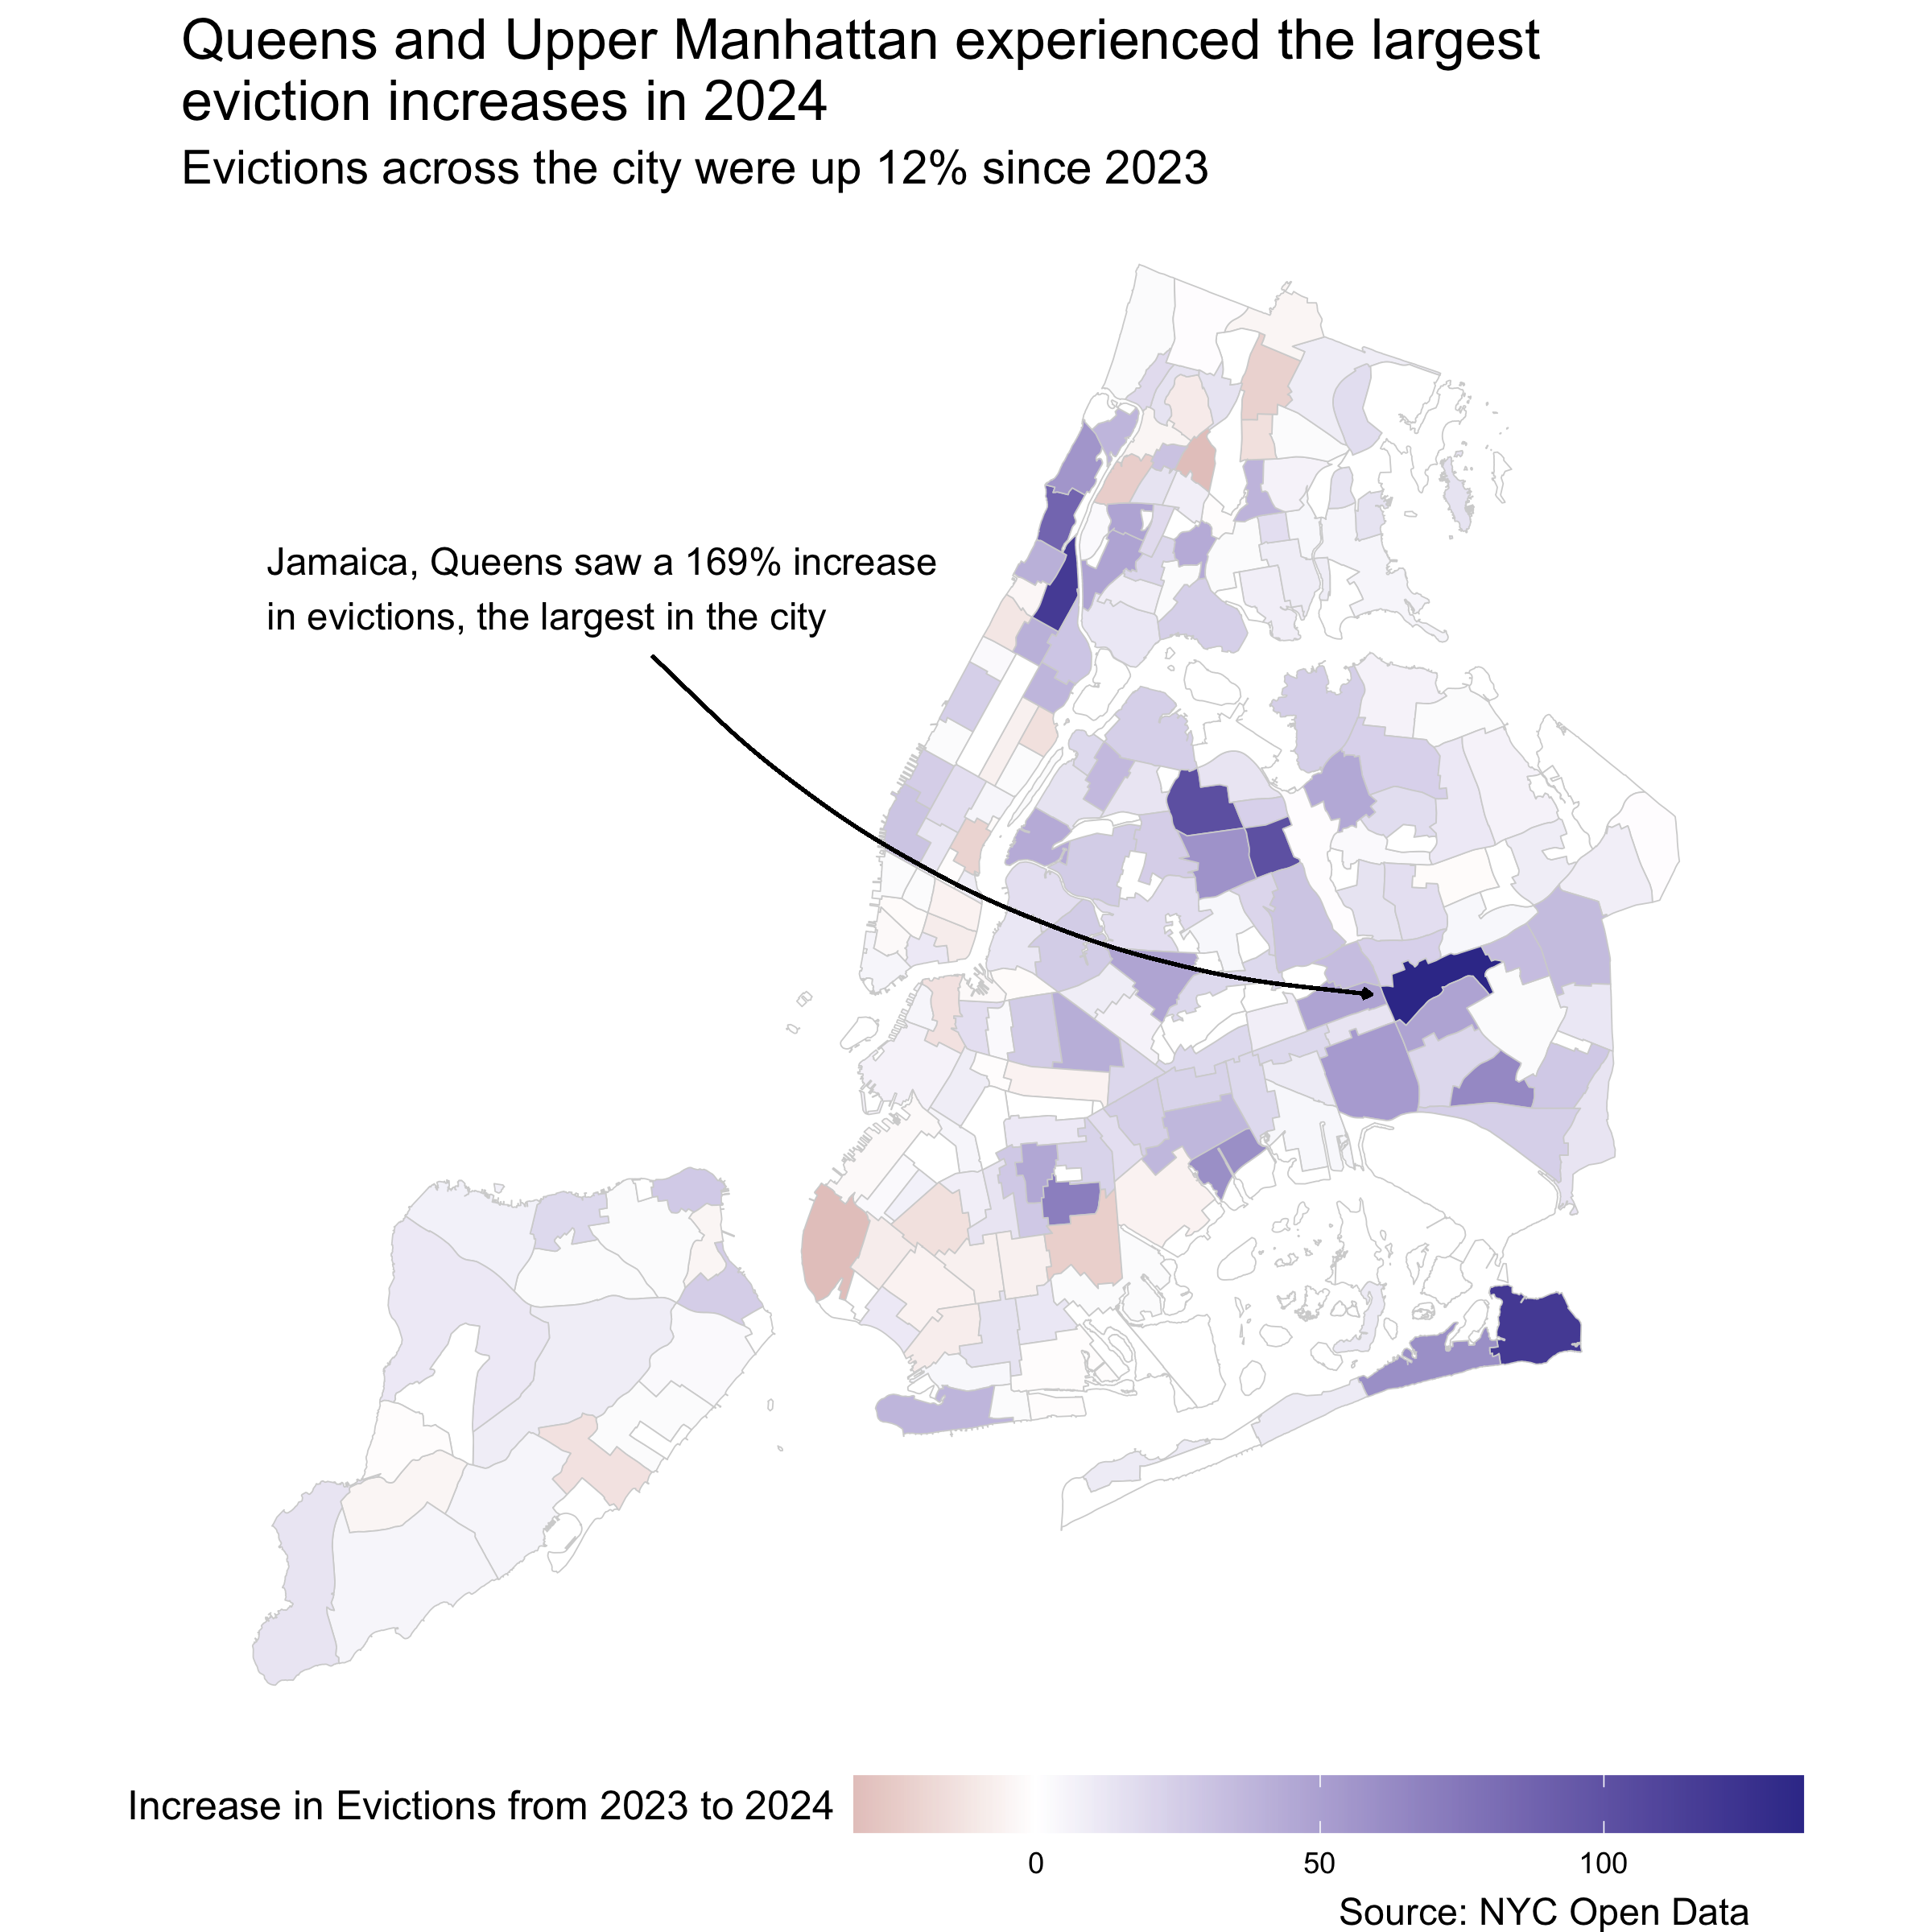 Queens and Upper Manhattan experienced the largest
eviction increases in 2024
Evictions across the city were up 12% since 2023
Jamaica, Queens saw a 169% increase
in evictions, the largest in the city
Increase in Evictions from 2023 to 2024
0 50 100
Source: NYC Open Data